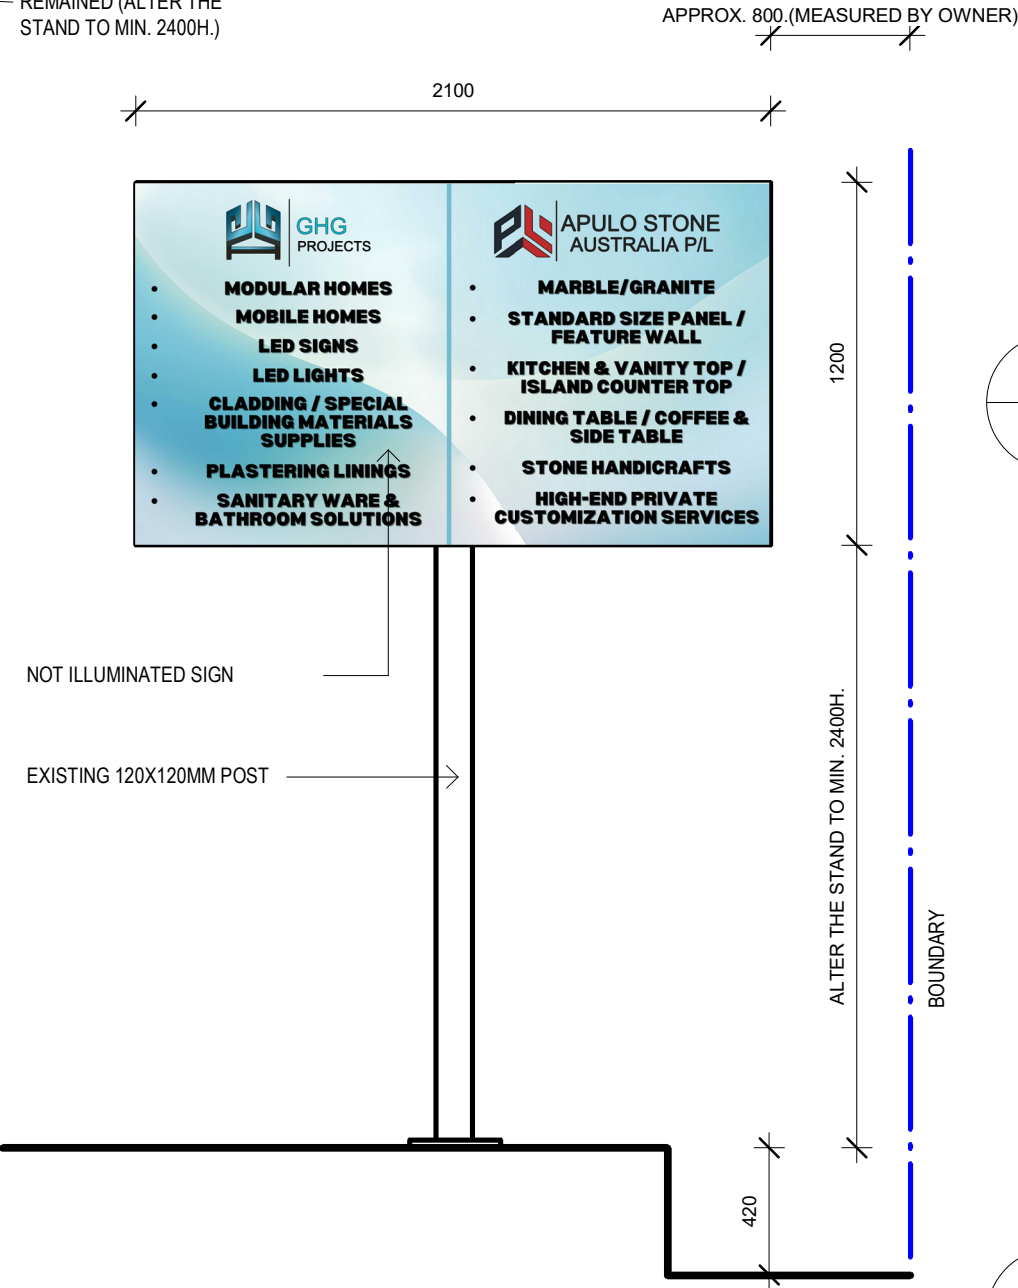 REMAINED (ALTER THE
STAND TO MIN. 2400H.)
APPROX. 800.(MEASURED BY OWNER)
2100
GHG
PROJECTS
• MODULAR HOMES
• MOBILE HOMES
• LED SIGNS
• LED LIGHTS
• CLADDING / SPECIAL
BUILDING MATERIALS
SUPPLIES
• PLASTERING LININGS
• SANITARY WARE &
BATHROOM SOLUTIONS
APULO STONE
AUSTRALIA P/L
• MARBLE/GRANITE
• STANDARD SIZE PANEL /
FEATURE WALL
• KITCHEN & VANITY TOP /
ISLAND COUNTER TOP
• DINING TABLE / COFFEE &
SIDE TABLE
• STONE HANDICRAFTS
• HIGH-END PRIVATE
CUSTOMIZATION SERVICES
1200
NOT ILLUMINATED SIGN
EXISTING 120X120MM POST
ALTER THE STAND TO MIN. 2400H.
BOUNDARY
420